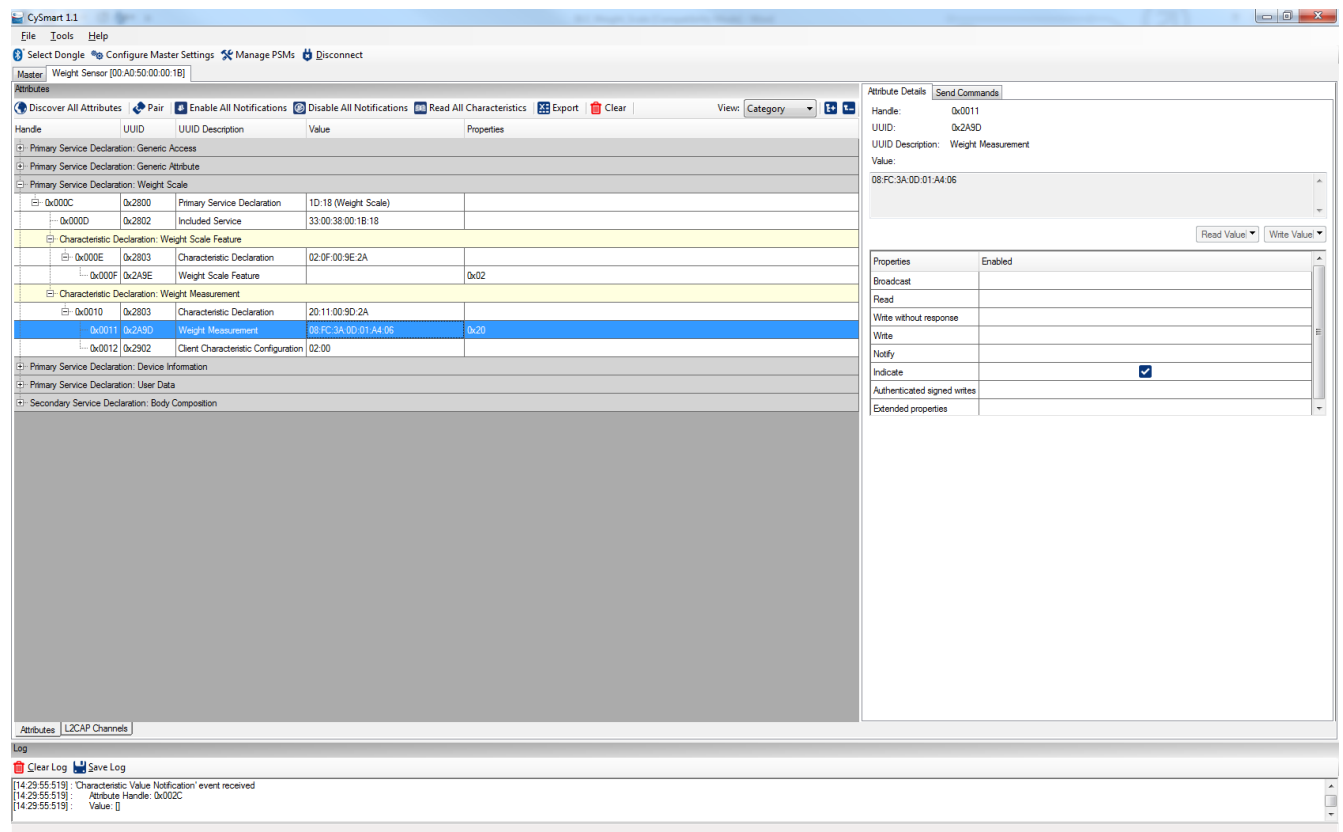 CySmart 1.1
File Tools Help
Select Dongle Configure Master Settings Manage PSMs Disconnect
Master Weight Sensor [00:A0:50:00:00:1B]
Attributes
Discover All Attributes Pair Enable All Notifications Disable All Notifications Read All Characteristics Export Clear View: Category
Handle UUID UUID Description Value Properties
Primary Service Declaration: Generic Access
Primary Service Declaration: Generic Attribute
Primary Service Declaration: Weight Scale
0x000C 0x2800 Primary Service Declaration 1D:18 (Weight Scale)
0x000D 0x2802 Included Service 33:00:38:00:1B:18
Characteristic Declaration: Weight Scale Feature
0x000E 0x2803 Characteristic Declaration 02:0F:00:9E:2A
0x000F 0x2A9E Weight Scale Feature 0x02
Characteristic Declaration: Weight Measurement
0x0010 0x2803 Characteristic Declaration 20:11:00:9D:2A
0x0011 0x2A9D Weight Measurement 08:FC:3A:0D:01:A4:06 0x20
0x0012 0x2902 Client Characteristic Configuration 02:00
Primary Service Declaration: Device Information
Primary Service Declaration: User Data
Secondary Service Declaration: Body Composition
Attributes L2CAP Channels
Attribute Details Send Commands
Handle: 0x0011
UUID: 0x2A9D
UUID Description: Weight Measurement
Value:
08:FC:3A:0D:01:A4:06
Read Value Write Value
Properties Enabled
Broadcast
Read
Write without response
Write
Notify
Indicate
Authenticated signed writes
Extended properties
Log
Clear Log Save Log
[14:29:55:519] : 'Characteristic Value Notification' event received
[14:29:55:519] : Attribute Handle: 0x002C
[14:29:55:519] : Value: []